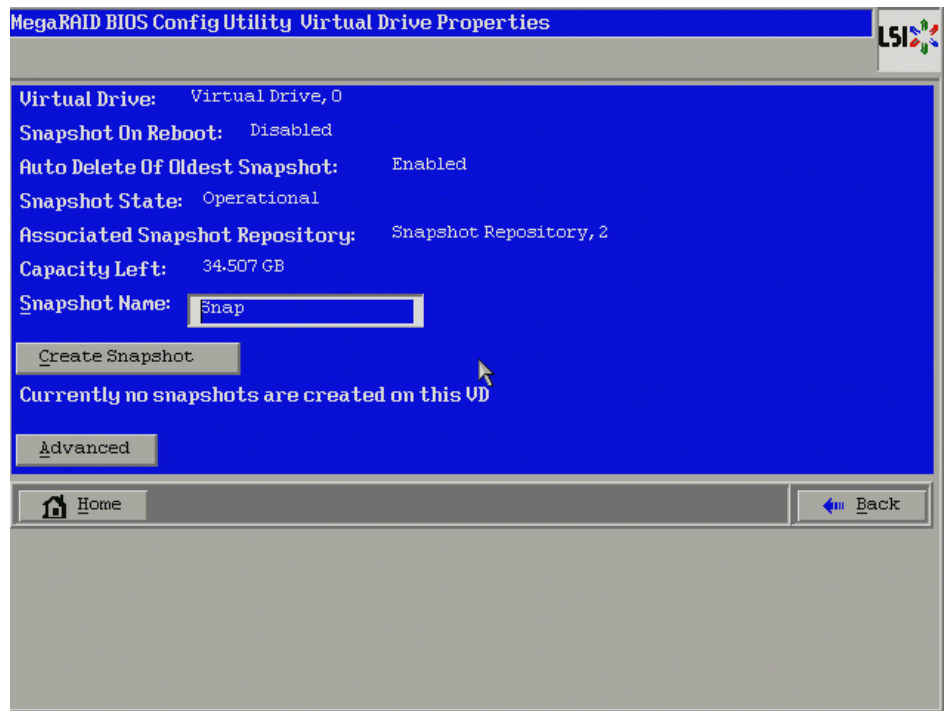 MegaRAID BIOS Config Utility Virtual Drive Properties
LSI
Virtual Drive: Virtual Drive, 0
Snapshot On Reboot: Disabled
Auto Delete Of Oldest Snapshot: Enabled
Snapshot State: Operational
Associated Snapshot Repository: Snapshot Repository, 2
Capacity Left: 34.507 GB
Snapshot Name: Snap
Create Snapshot
Currently no snapshots are created on this VD
Advanced
Home
Back